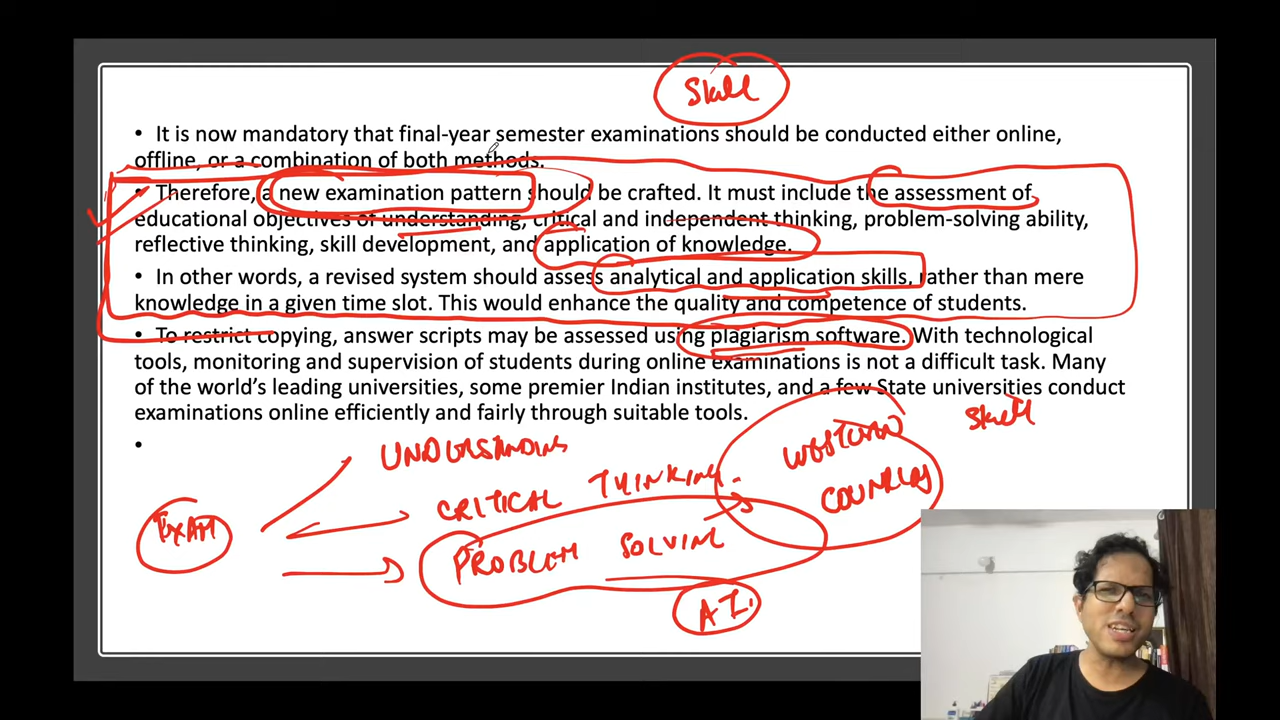 Skill
• It is now mandatory that final-year semester examinations should be conducted either online,
offline, or a combination of both methods.
• Therefore, a new examination pattern should be crafted. It must include the assessment of
educational objectives of understanding, critical and independent thinking, problem-solving ability,
reflective thinking, skill development, and application of knowledge.
• In other words, a revised system should assess analytical and application skills, rather than mere
knowledge in a given time slot. This would enhance the quality and competence of students.
• To restrict copying, answer scripts may be assessed using plagiarism software. With technological
tools, monitoring and supervision of students during online examinations is not a difficult task. Many
of the world's leading universities, some premier Indian institutes, and a few State universities conduct
examinations online efficiently and fairly through suitable tools.
•
Skill
WESTERN
UNDERSTANDING
CRITICAL THINKING.
COUNTRIES
EXAM
PROBLEM SOLVING
A I.